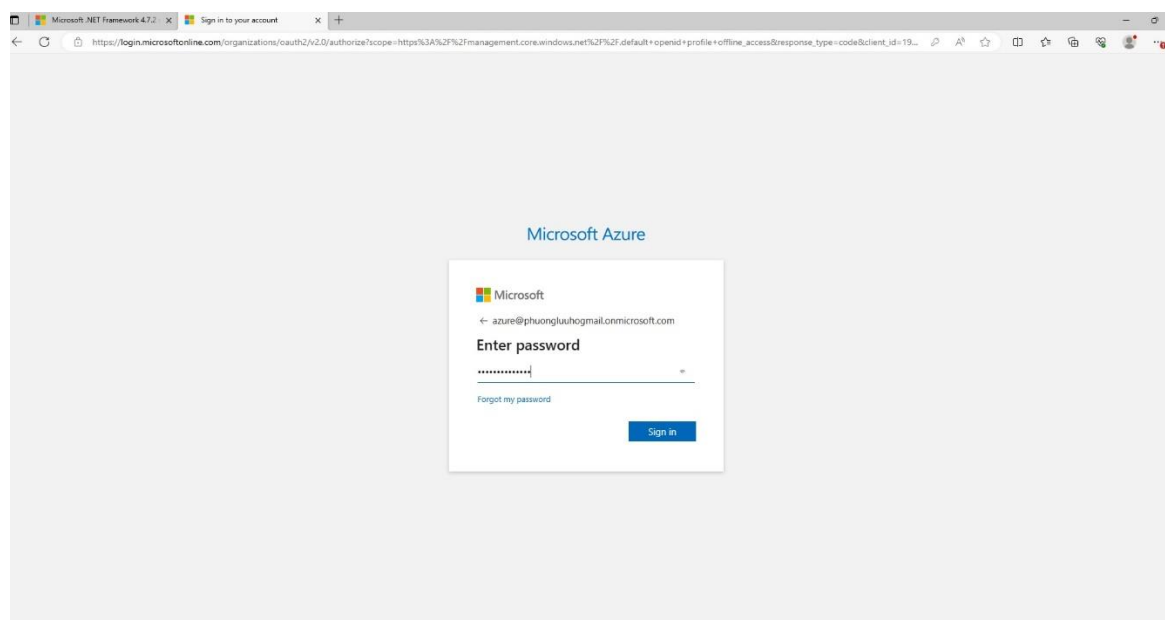 Microsoft .NET Framework 4.7.2
Sign in to your account
https://login.microsoftonline.com/organizations/oauth2/v2.0/authorize?scope=https%3A%2F%2Fmanagement.core.windows.net%2F%2F.default+openid+profile+offline_access&response_type=code&client_id=19...
Microsoft Azure
Microsoft
← azure@phuongluuhogmail.onmicrosoft.com
Enter password
••••••••••••••
Forgot my password
Sign in